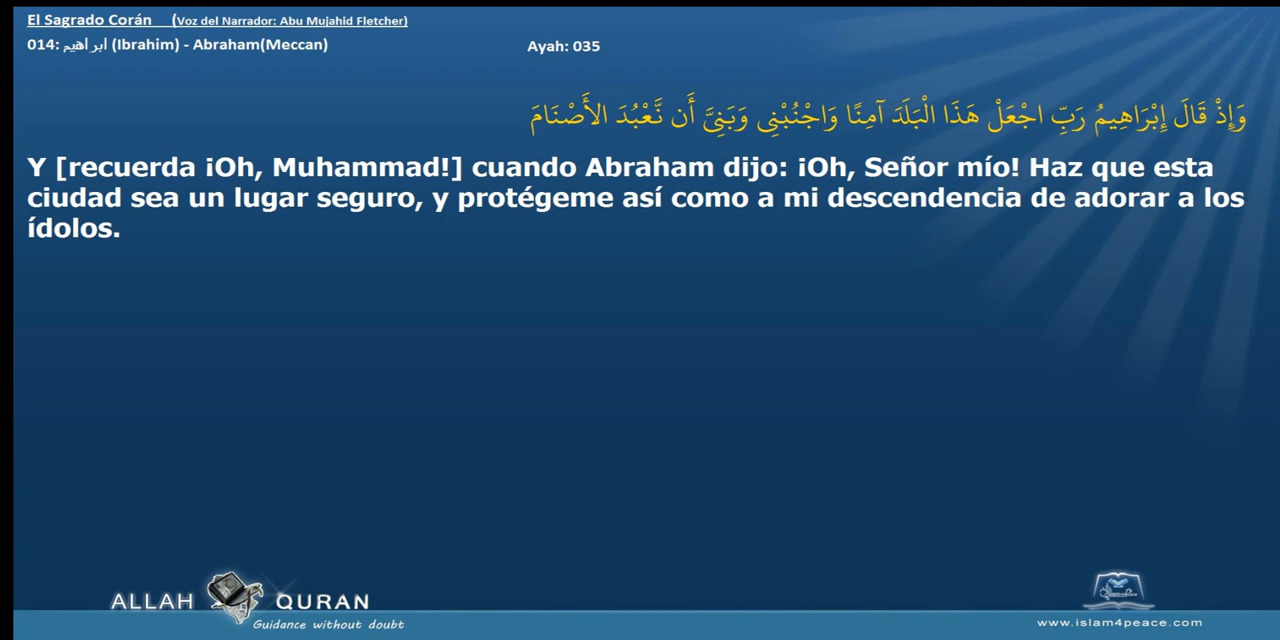 El Sagrado Corán (Voz del Narrador: Abu Mujahid Fletcher)
014: ابراهيم (Ibrahim) - Abraham(Meccan) Ayah: 035
وَإِذْ قَالَ إِبْرَاهِيمُ رَبِّ اجْعَلْ هَذَا الْبَلَدَ آمِنًا وَاجْنُبْنِى وَبَنِىَّ أَن نَّعْبُدَ الأَصْنَامَ
Y [recuerda ¡Oh, Muhammad!] cuando Abraham dijo: ¡Oh, Señor mío! Haz que esta
ciudad sea un lugar seguro, y protégeme así como a mi descendencia de adorar a los
ídolos.
ALLAH QURAN
Guidance without doubt
www.islam4peace.com